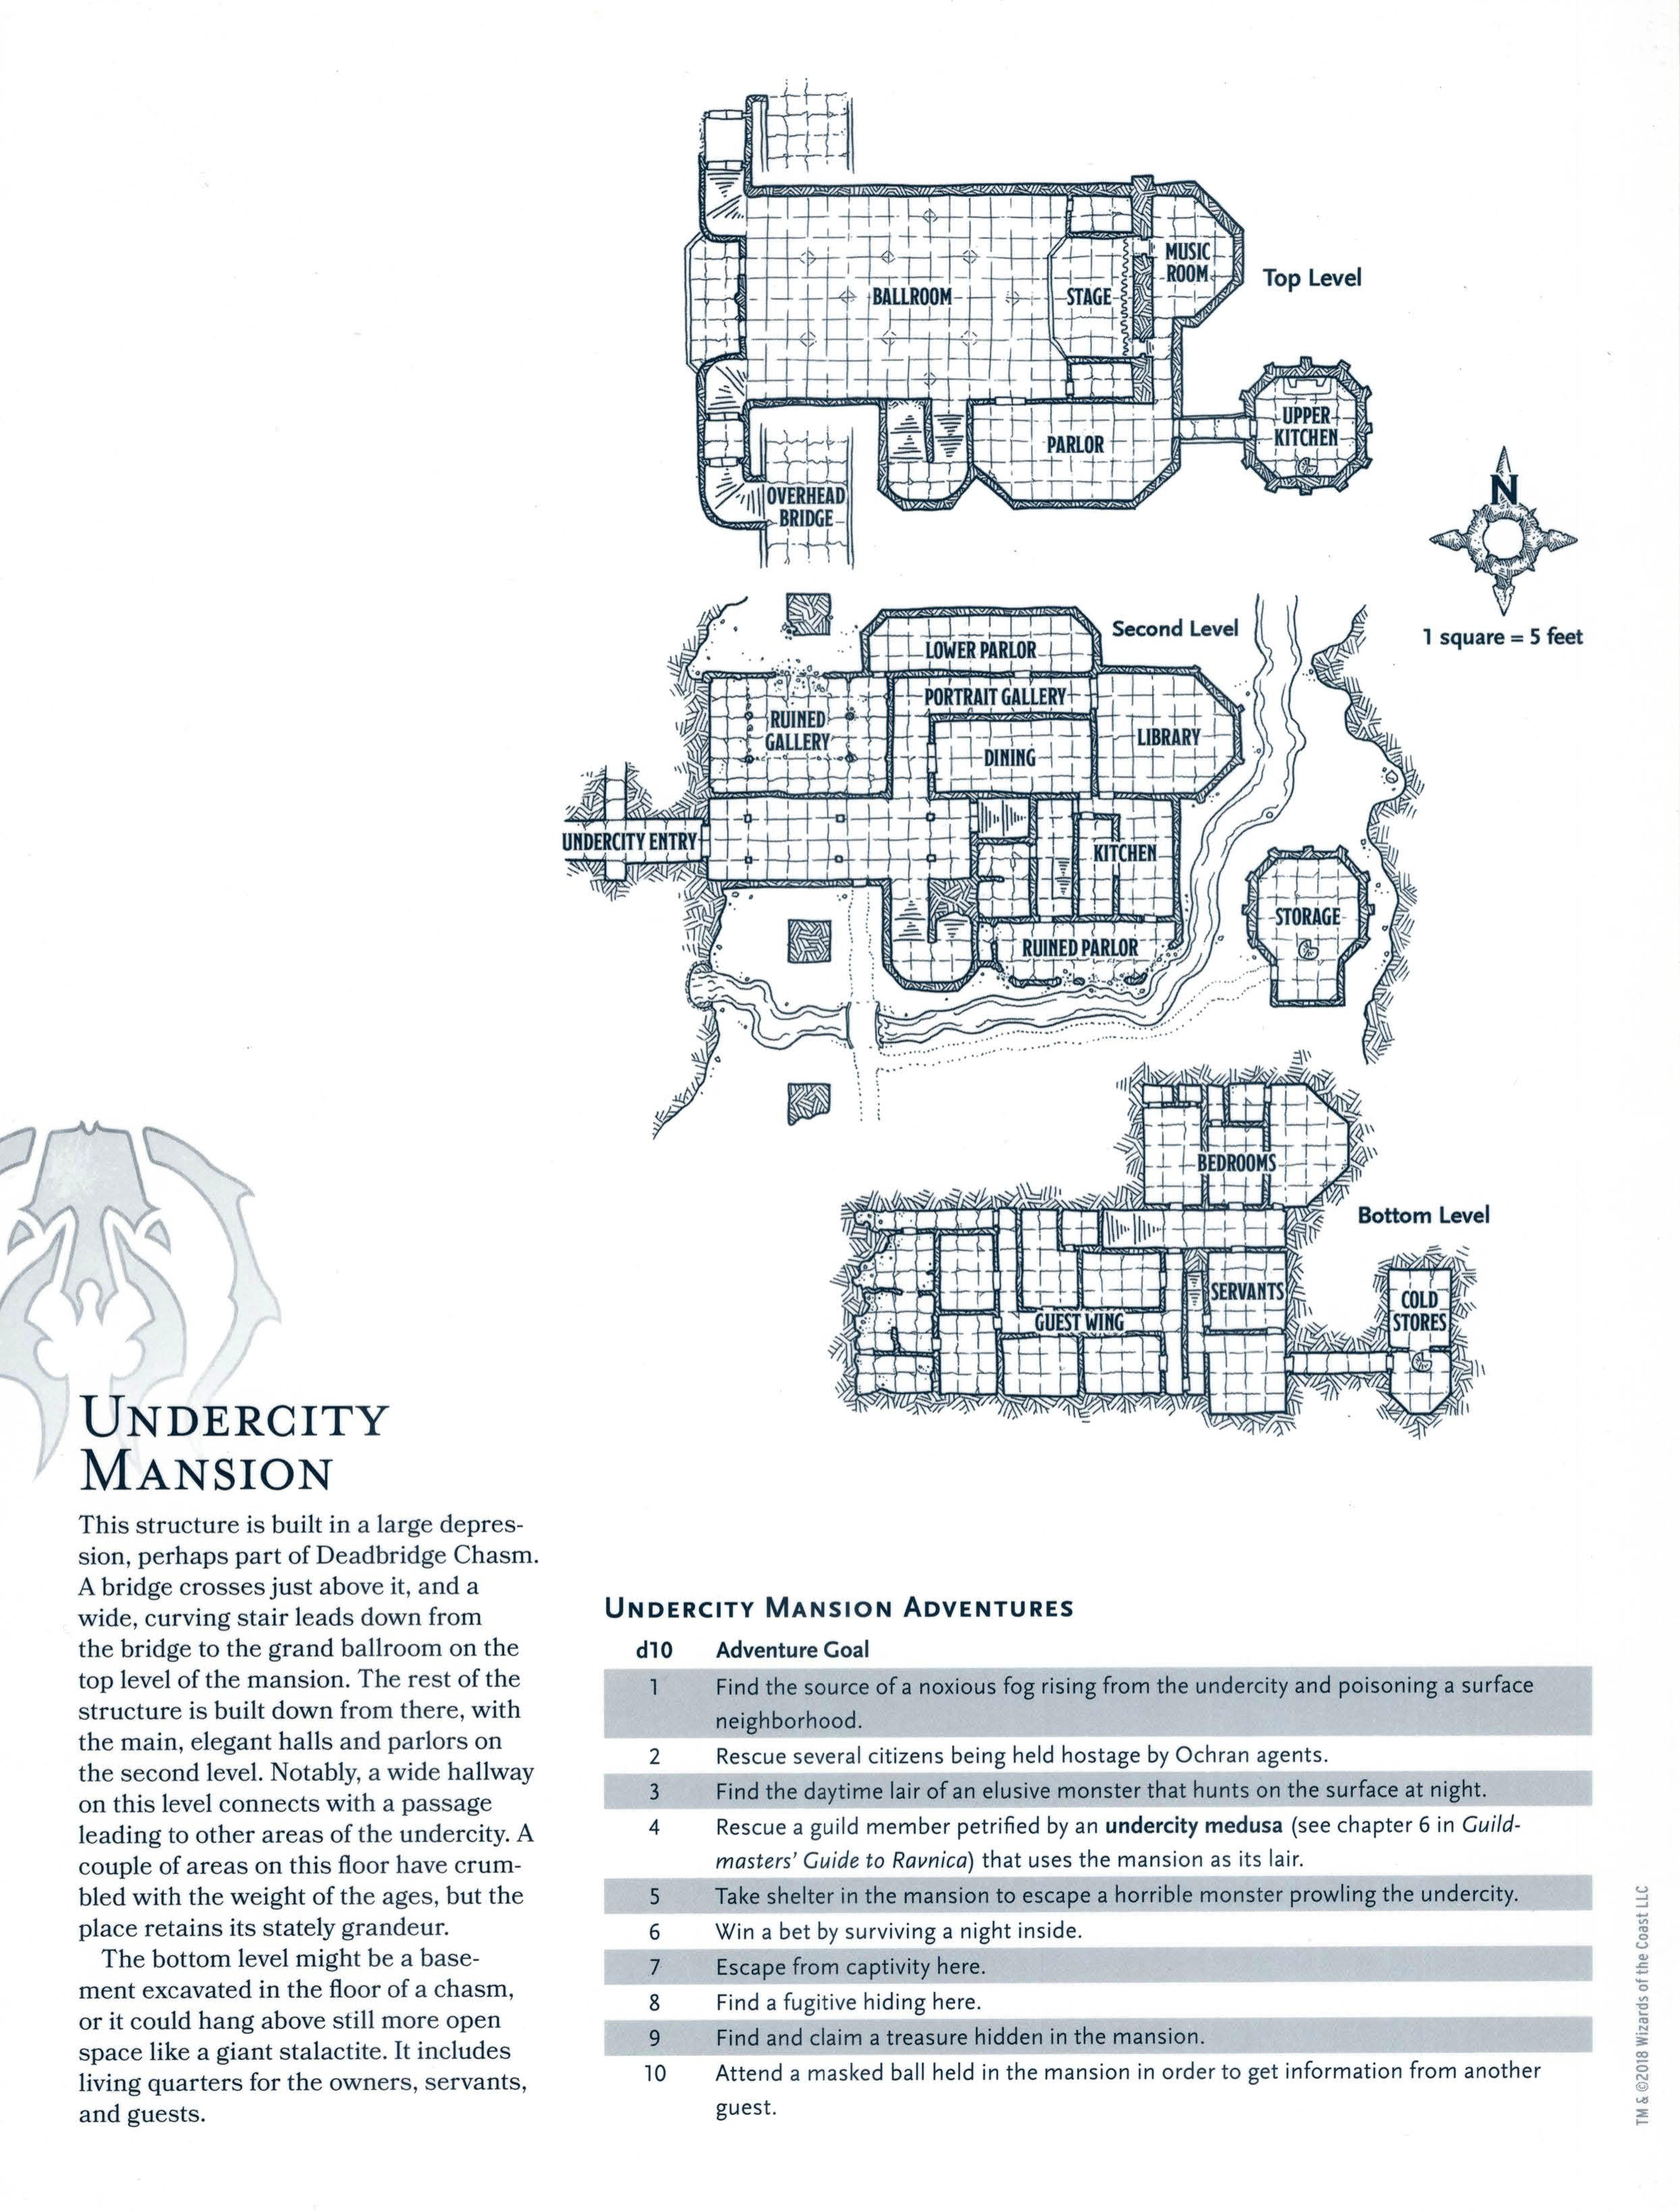 BALLROOM
STAGE
MUSIC
ROOM
Top Level
PARLOR
UPPER
KITCHEN
OVERHEAD
BRIDGE
N
1 square = 5 feet
Second Level
LOWER PARLOR
PORTRAIT GALLERY
RUINED
GALLERY
DINING
LIBRARY
UNDERCITY ENTRY
KITCHEN
STORAGE
RUINED PARLOR
BEDROOMS
Bottom Level
SERVANTS
COLD
STORES
GUEST WING
UNDERCITY
MANSION
This structure is built in a large depres-
sion, perhaps part of Deadbridge Chasm.
A bridge crosses just above it, and a
wide, curving stair leads down from
the bridge to the grand ballroom on the
top level of the mansion. The rest of the
structure is built down from there, with
the main, elegant halls and parlors on
the second level. Notably, a wide hallway
on this level connects with a passage
leading to other areas of the undercity. A
couple of areas on this floor have crum-
bled with the weight of the ages, but the
place retains its stately grandeur.
The bottom level might be a base-
ment excavated in the floor of a chasm,
or it could hang above still more open
space like a giant stalactite. It includes
living quarters for the owners, servants,
and guests.
UNDERCITY MANSION ADVENTURES
d10 Adventure Goal
1 Find the source of a noxious fog rising from the undercity and poisoning a surface
neighborhood.
2 Rescue several citizens being held hostage by Ochran agents.
3 Find the daytime lair of an elusive monster that hunts on the surface at night.
4 Rescue a guild member petrified by an undercity medusa (see chapter 6 in Guild-
masters' Guide to Ravnica) that uses the mansion as its lair.
5 Take shelter in the mansion to escape a horrible monster prowling the undercity.
6 Win a bet by surviving a night inside.
7 Escape from captivity here.
8 Find a fugitive hiding here.
9 Find and claim a treasure hidden in the mansion.
10 Attend a masked ball held in the mansion in order to get information from another
guest.
TM & ©2018 Wizards of the Coast LLC